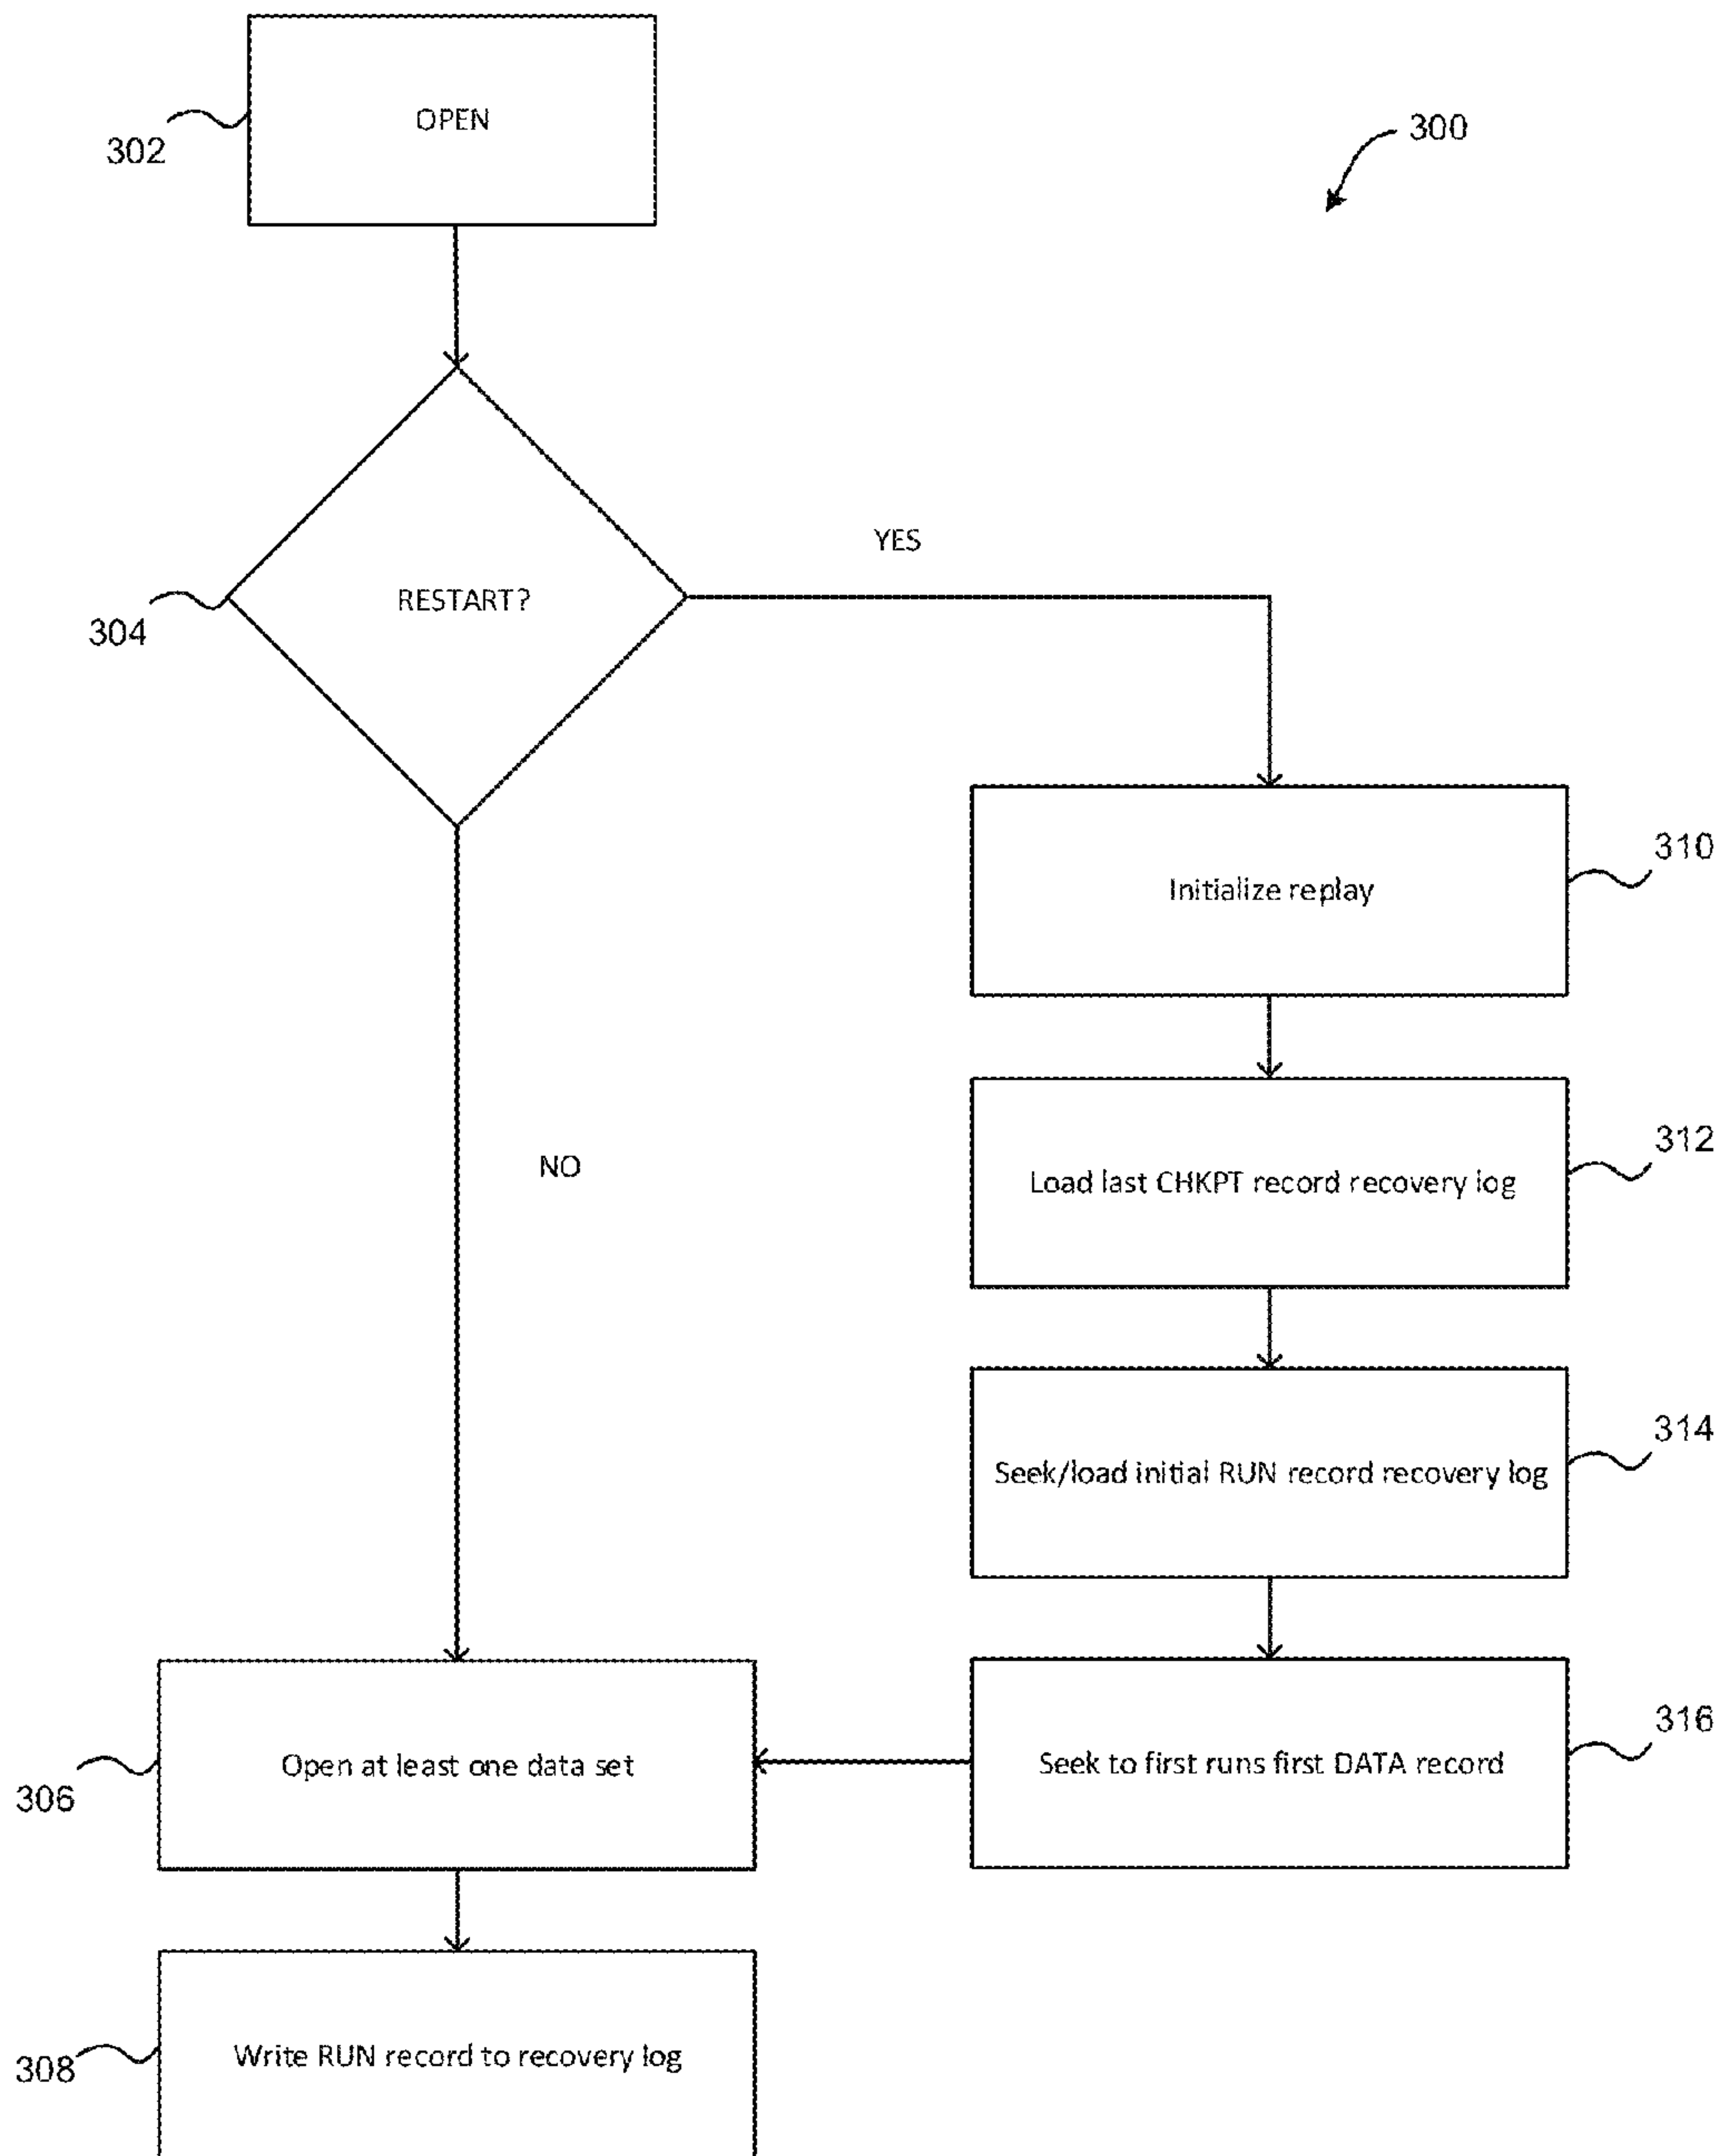 OPEN
302
300
YES
RESTART?
304
310
Initialize replay
312
Load last CHKPT record recovery log
NO
314
Seek/load initial RUN record recovery log
316
Open at least one data set
Seek to first runs first DATA record
306
Write RUN record to recovery log
308